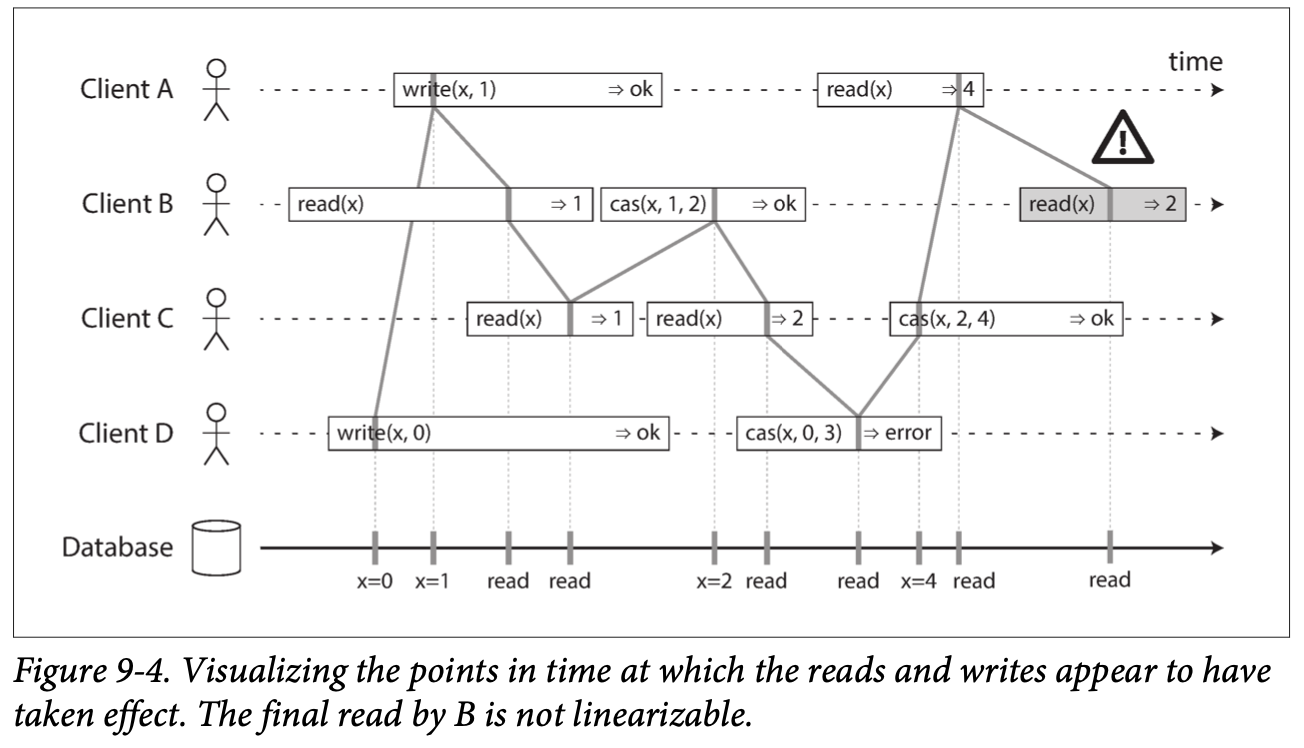 time
Client A write(x, 1) ⇒ ok read(x) ⇒ 4
!
Client B read(x) ⇒ 1 cas(x, 1, 2) ⇒ ok read(x) ⇒ 2
Client C read(x) ⇒ 1 read(x) ⇒ 2 cas(x, 2, 4) ⇒ ok
Client D write(x, 0) ⇒ ok cas(x, 0, 3) ⇒ error
Database
x=0 x=1 read read x=2 read read x=4 read read
Figure 9-4. Visualizing the points in time at which the reads and writes appear to have
taken effect. The final read by B is not linearizable.